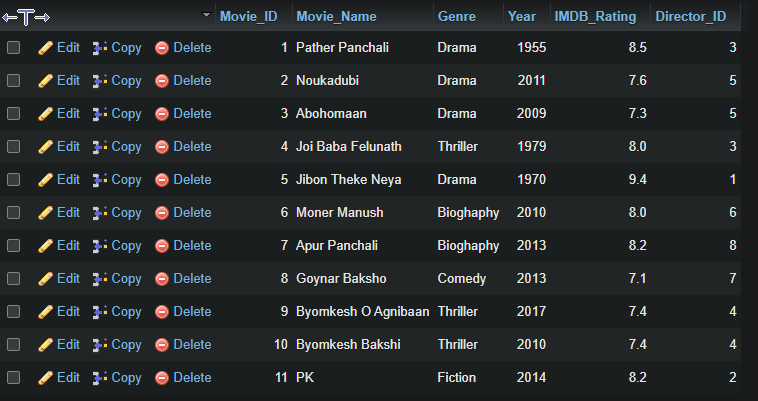 Movie_ID Movie_Name Genre Year IMDB_Rating Director_ID
Edit Copy Delete 1 Pather Panchali Drama 1955 8.5 3
Edit Copy Delete 2 Noukadubi Drama 2011 7.6 5
Edit Copy Delete 3 Abohomaan Drama 2009 7.3 5
Edit Copy Delete 4 Joi Baba Felunath Thriller 1979 8.0 3
Edit Copy Delete 5 Jibon Theke Neya Drama 1970 9.4 1
Edit Copy Delete 6 Moner Manush Bioghaphy 2010 8.0 6
Edit Copy Delete 7 Apur Panchali Bioghaphy 2013 8.2 8
Edit Copy Delete 8 Goynar Baksho Comedy 2013 7.1 7
Edit Copy Delete 9 Byomkesh O Agnibaan Thriller 2017 7.4 4
Edit Copy Delete 10 Byomkesh Bakshi Thriller 2010 7.4 4
Edit Copy Delete 11 PK Fiction 2014 8.2 2